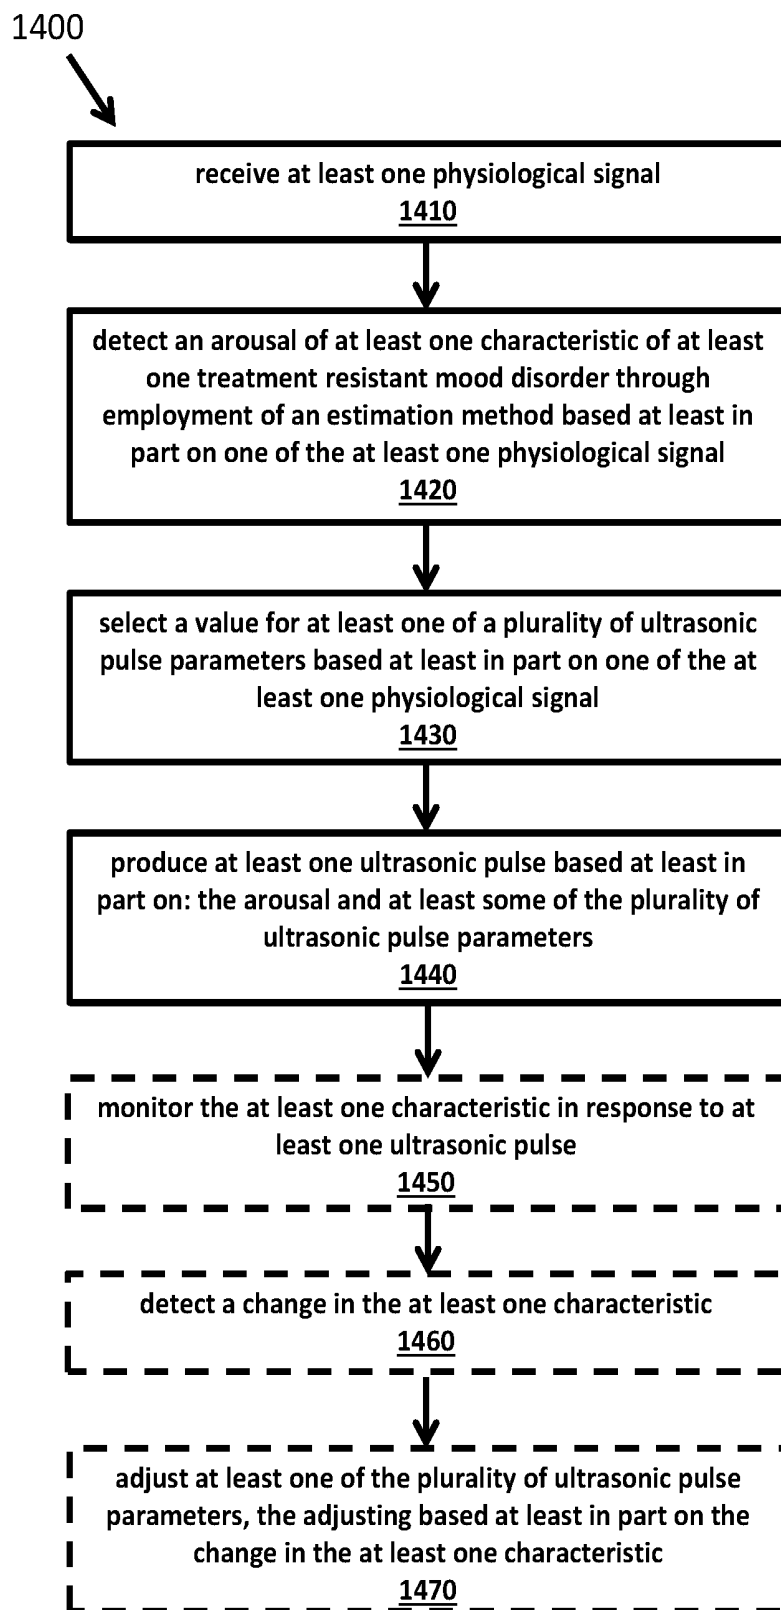 1400
receive at least one physiological signal
1410
detect an arousal of at least one characteristic of at least
one treatment resistant mood disorder through
employment of an estimation method based at least in
part on one of the at least one physiological signal
1420
select a value for at least one of a plurality of ultrasonic
pulse parameters based at least in part on one of the at
least one physiological signal
1430
produce at least one ultrasonic pulse based at least in
part on: the arousal and at least some of the plurality of
ultrasonic pulse parameters
1440
monitor the at least one characteristic in response to at
least one ultrasonic pulse
1450
detect a change in the at least one characteristic
1460
adjust at least one of the plurality of ultrasonic pulse
parameters, the adjusting based at least in part on the
change in the at least one characteristic
1470